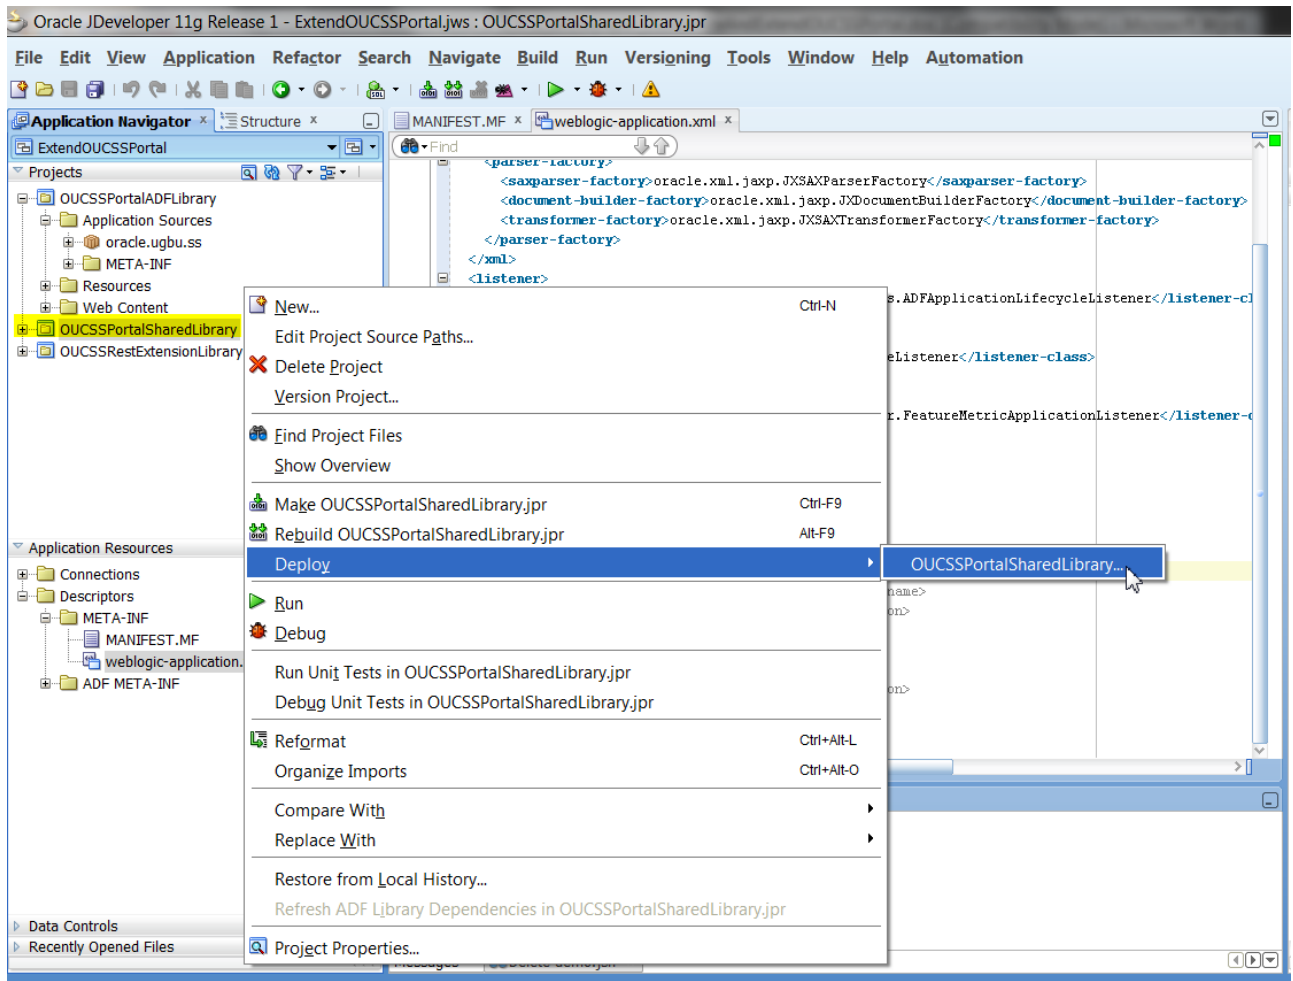 Oracle JDeveloper 11g Release 1 - ExtendOUCSSPortal.jws : OUCSSPortalSharedLibrary.jpr
File Edit View Application Refactor Search Navigate Build Run Versioning Tools Window Help Automation
Application Navigator x Structure x
MANIFEST.MF x weblogic-application.xml x
ExtendOUCSSPortal
Find
Projects
OUCSSPortalADFLibrary
Application Sources
oracle.ugbu.ss
META-INF
Resources
Web Content
OUCSSPortalSharedLibrary
OUCSSRestExtensionLibrary
<parser-factory>
<saxparser-factory>oracle.xml.jaxp.JXSAXParserFactory</saxparser-factory>
<document-builder-factory>oracle.xml.jaxp.JXDocumentBuilderFactory</document-builder-factory>
<transformer-factory>oracle.xml.jaxp.JXSAXTransformerFactory</transformer-factory>
</parser-factory>
</xml>
<listener>
s.ADFApplicationLifecycleListener</listener-cl
eListener</listener-class>
r.FeatureMetricApplicationListener</listener-c
name>
on>
on>
New... Ctrl-N
Edit Project Source Paths...
Delete Project
Version Project...
Find Project Files
Show Overview
Make OUCSSPortalSharedLibrary.jpr Ctrl-F9
Rebuild OUCSSPortalSharedLibrary.jpr Alt-F9
Deploy
OUCSSPortalSharedLibrary...
Run
Debug
Run Unit Tests in OUCSSPortalSharedLibrary.jpr
Debug Unit Tests in OUCSSPortalSharedLibrary.jpr
Reformat Ctrl+Alt-L
Organize Imports Ctrl+Alt-O
Compare With
Replace With
Restore from Local History...
Refresh ADF Library Dependencies in OUCSSPortalSharedLibrary.jpr
Project Properties...
Application Resources
Connections
Descriptors
META-INF
MANIFEST.MF
weblogic-application.
ADF META-INF
Data Controls
Recently Opened Files